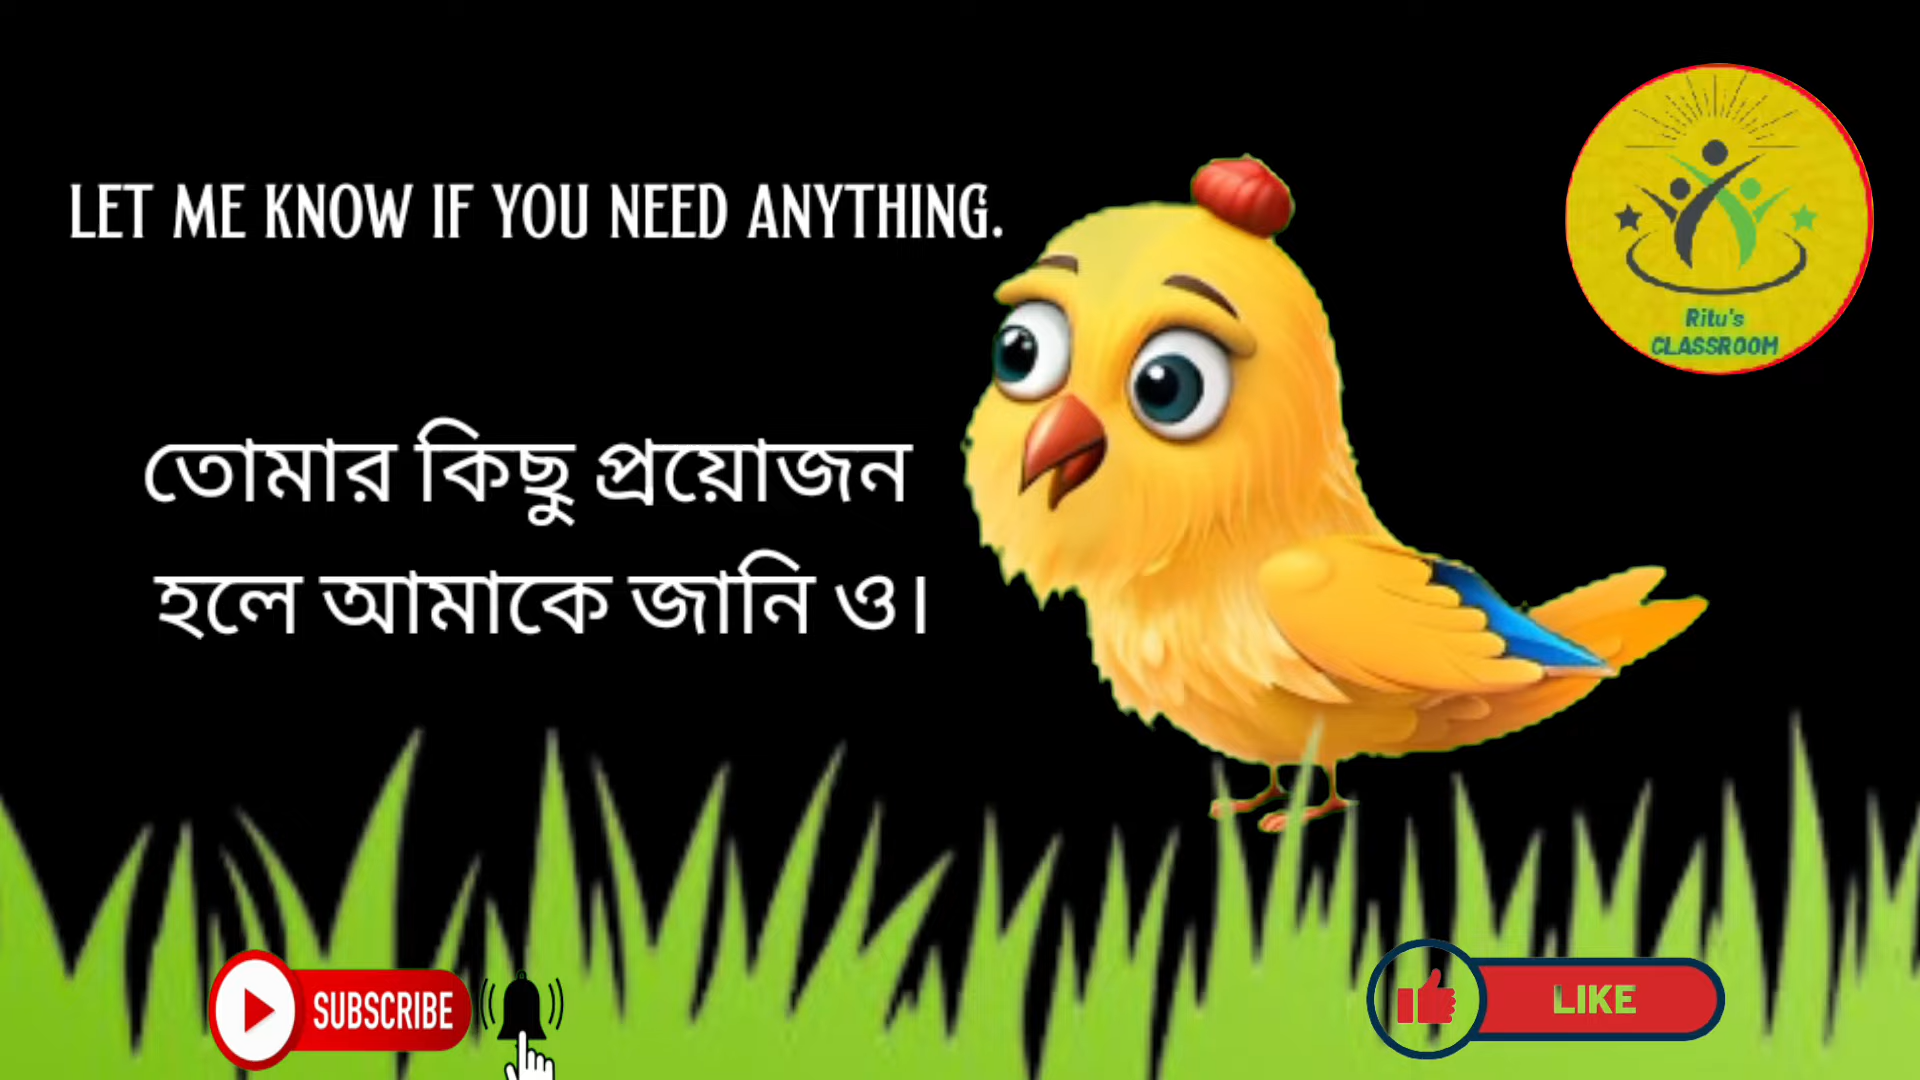 LET ME KNOW IF YOU NEED ANYTHING.
তোমার কিছু প্রয়োজন
হলে আমাকে জানি ও।
Ritu's
CLASSROOM
SUBSCRIBE
LIKE